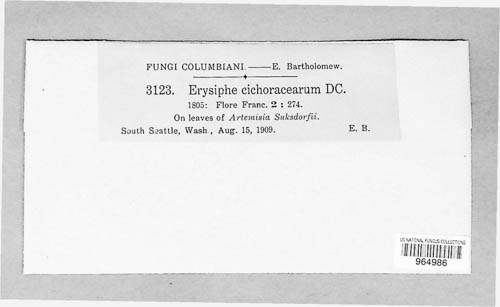 FUNGI COLUMBIANI.——E. Bartholomew.
3123. Erysiphe cichoracearum DC.
1805: Flore Franc. 2 : 274.
On leaves of Artemisia Suksdorfii.
South Seattle, Wash., Aug. 15, 1909. E. B.
US NATIONAL FUNGUS COLLECTIONS
964986